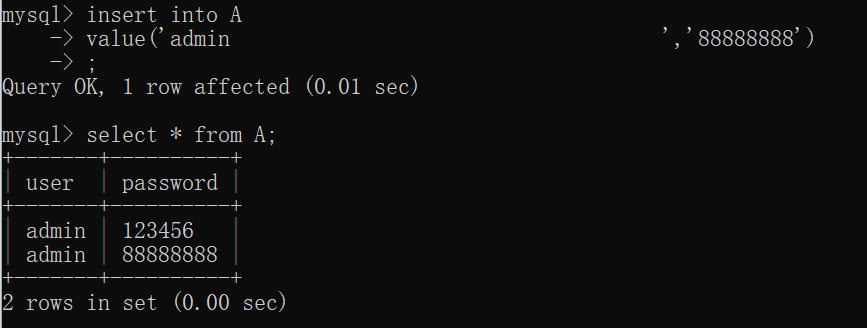 mysql> insert into A
    -> value('admin                                    ','88888888')
    -> ;
Query OK, 1 row affected (0.01 sec)
mysql> select * from A;
+-------+----------+
| user  | password |
+-------+----------+
| admin | 123456   |
| admin | 88888888 |
+-------+----------+
2 rows in set (0.00 sec)